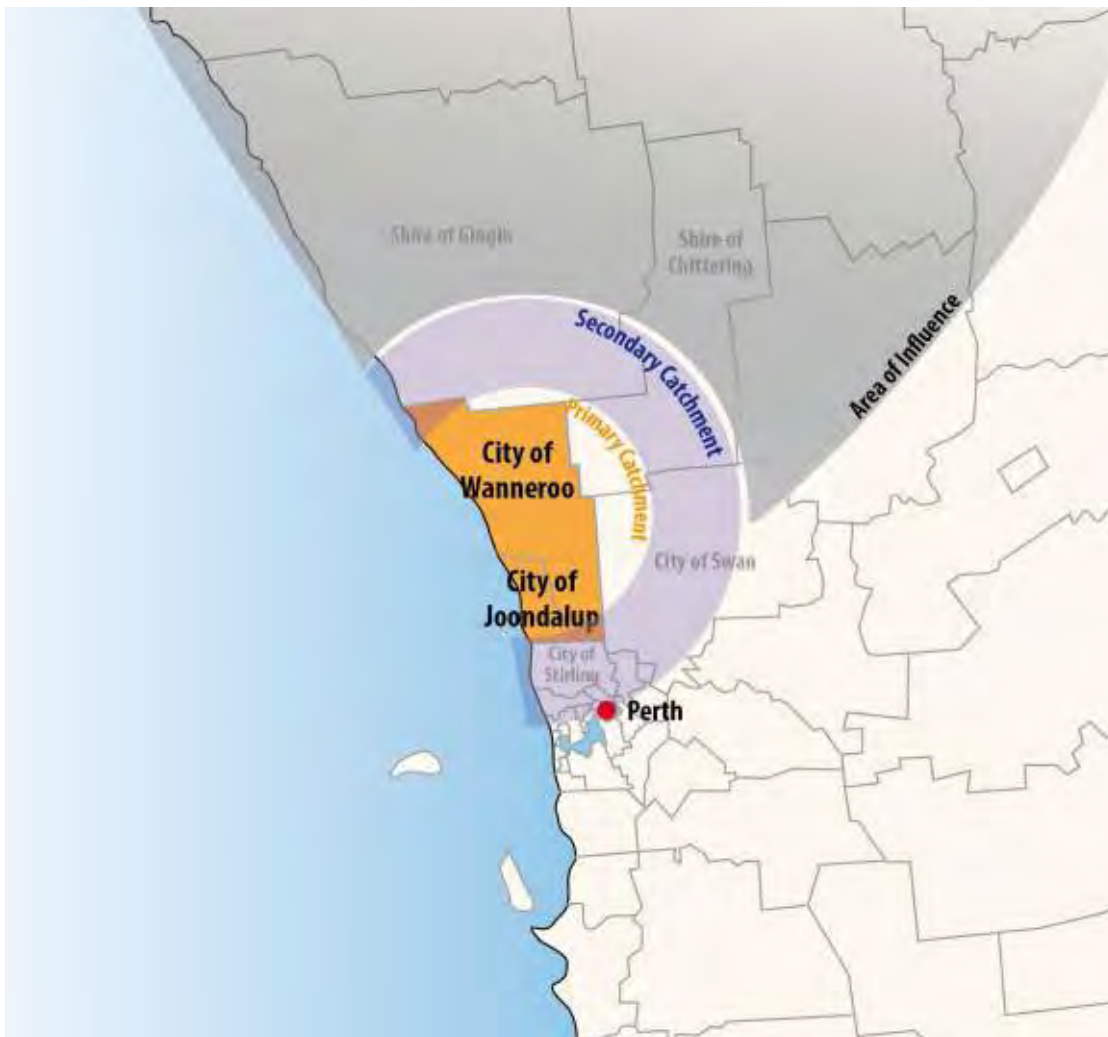 Shire of Gingin
Shire of
Chittering
Secondary Catchment
Area of Influence
Primary Catchment
City of
Wanneroo
City of Swan
City of
Joondalup
City of
Stirling
Perth